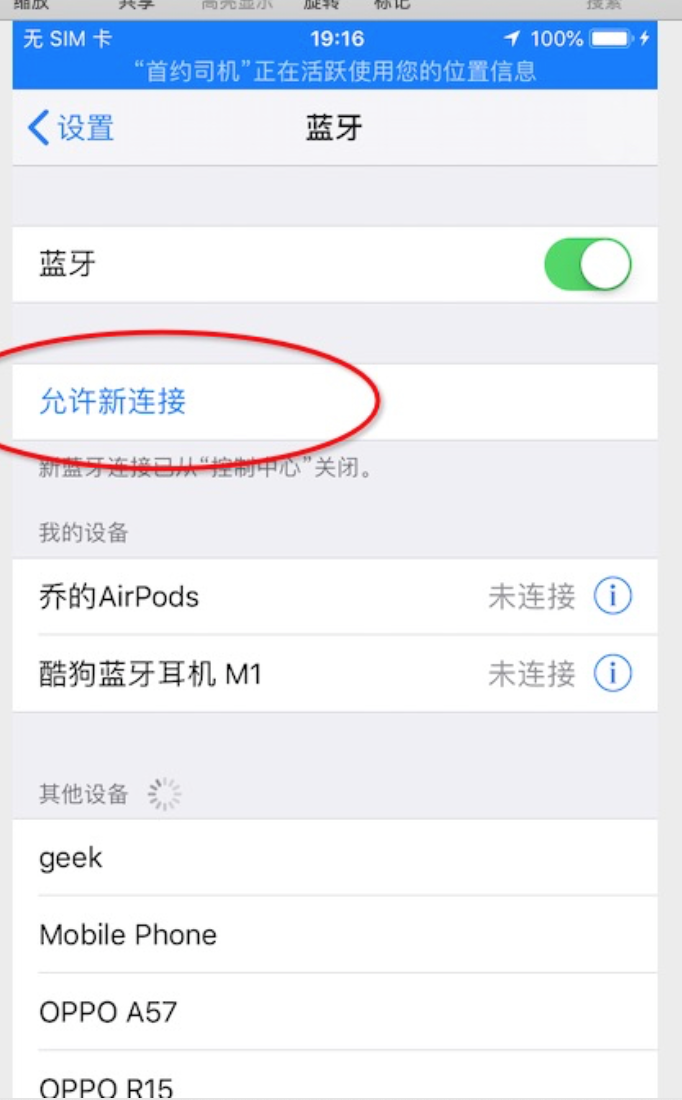 缩放 共享 高亮显示 旋转 标记 搜索
无 SIM 卡 19:16 100%
“首约司机”正在活跃使用您的位置信息
设置 蓝牙
蓝牙
允许新连接
新蓝牙连接已从“控制中心”关闭。
我的设备
乔的AirPods 未连接
酷狗蓝牙耳机 M1 未连接
其他设备
geek
Mobile Phone
OPPO A57
OPPO R15